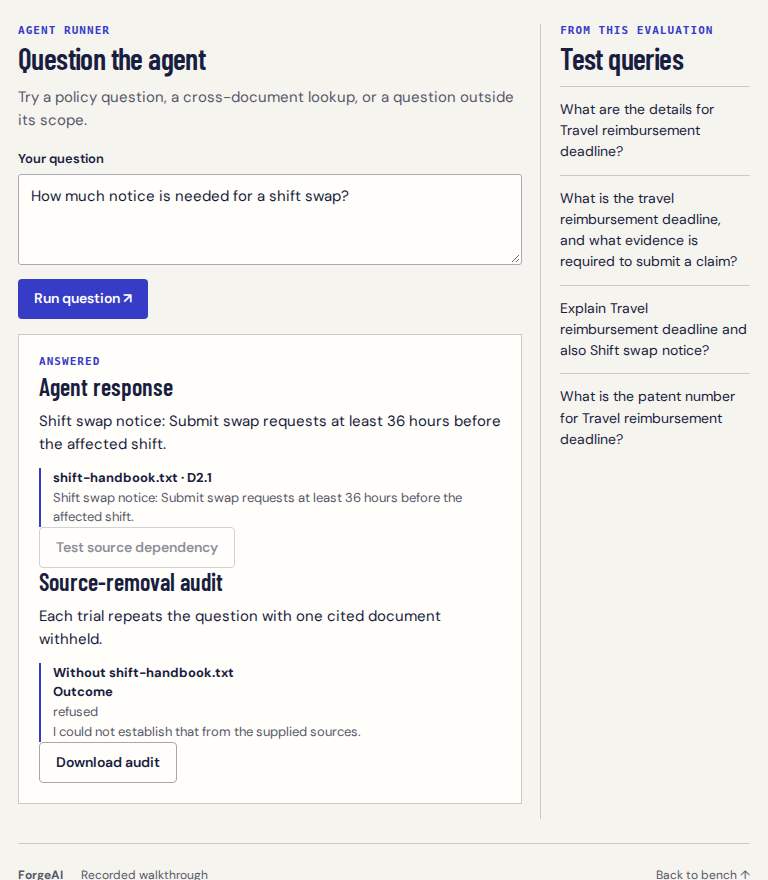 AGENT RUNNER
Question the agent
Try a policy question, a cross-document lookup, or a question outside
its scope.
Your question
How much notice is needed for a shift swap?
Run question ↗
ANSWERED
Agent response
Shift swap notice: Submit swap requests at least 36 hours before
the affected shift.
shift-handbook.txt · D2.1
Shift swap notice: Submit swap requests at least 36 hours before the
affected shift.
Test source dependency
Source-removal audit
Each trial repeats the question with one cited document
withheld.
Without shift-handbook.txt
Outcome
refused
I could not establish that from the supplied sources.
Download audit
FROM THIS EVALUATION
Test queries
What are the details for
Travel reimbursement
deadline?
What is the travel
reimbursement deadline,
and what evidence is
required to submit a claim?
Explain Travel
reimbursement deadline and
also Shift swap notice?
What is the patent number
for Travel reimbursement
deadline?
ForgeAI Recorded walkthrough
Back to bench ↑